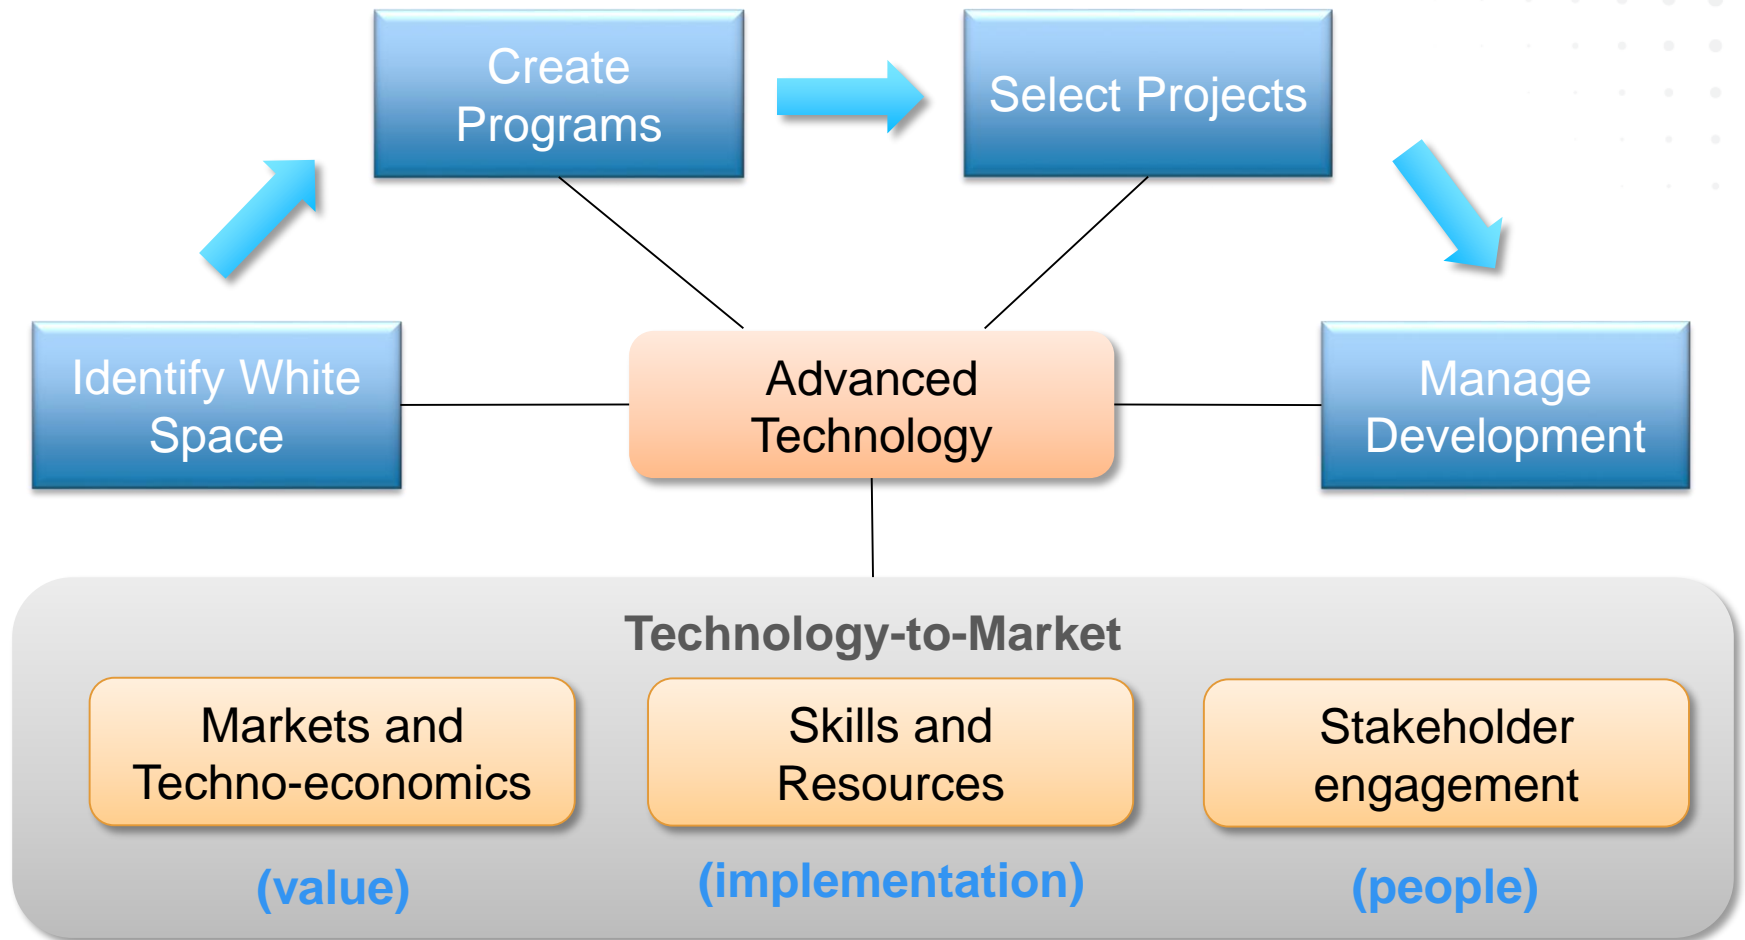 Create
Programs
Select Projects
Identify White
Space
Advanced
Technology
Manage
Development
Technology-to-Market
Markets and
Techno-economics
Skills and
Resources
Stakeholder
engagement
(value)
(implementation)
(people)